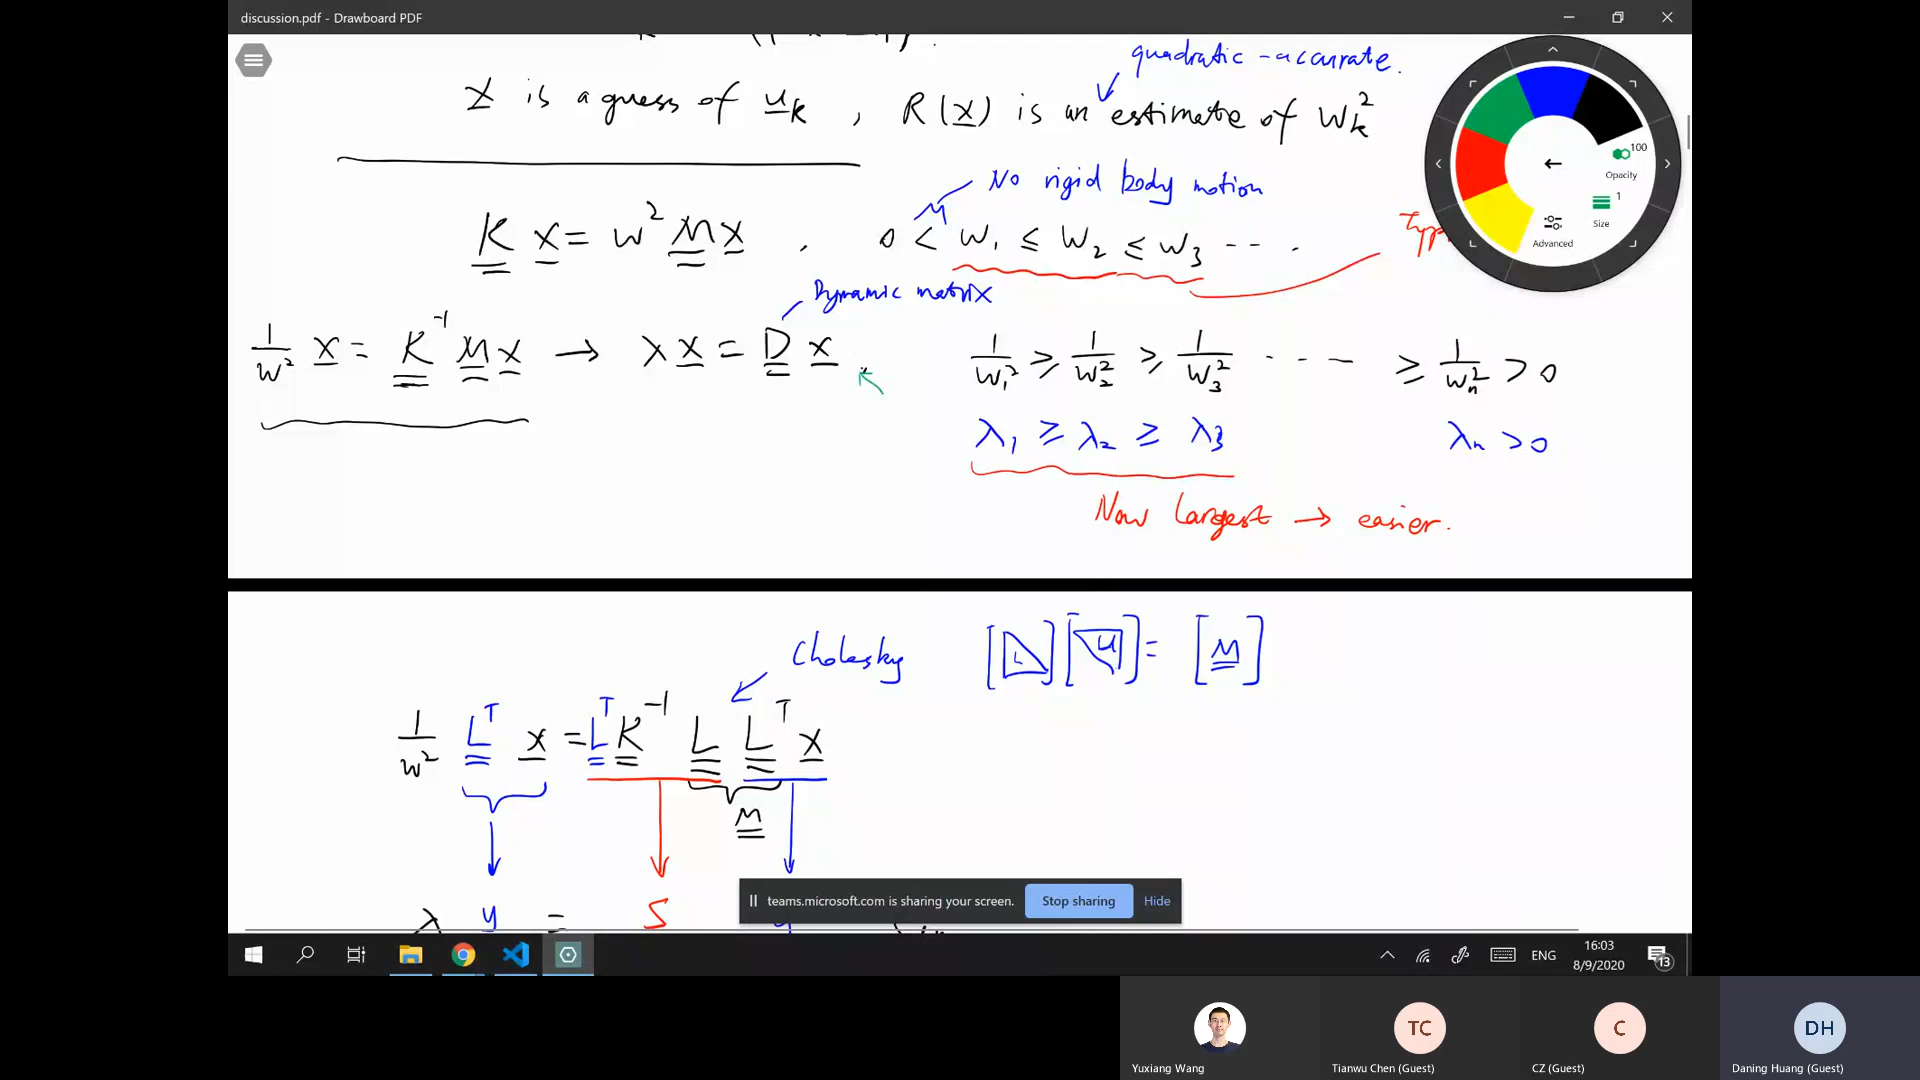 discussion.pdf - Drawboard PDF
quadratic-accurate.
x is a guess of u_k , R(x) is an estimate of w_k^2
No rigid body motion
K x = w^2 M x , 0 < w_1 ≤ w_2 ≤ w_3 -- .
Dynamic matrix
1/w^2 x = K^-1 M x → λ x = D x
1/w_1^2 ≥ 1/w_2^2 ≥ 1/w_3^2 ---- ≥ 1/w_n^2 > 0
λ_1 ≥ λ_2 ≥ λ_3 λ_n > 0
Now largest → easier.
100
Opacity
1
Size
Advanced
Cholesky [L][U] = [M]
1/w^2 L^T x = L^T K^-1 L L^T x
M
λ y = S y
teams.microsoft.com is sharing your screen.
Stop sharing
Hide
ENG
16:03
8/9/2020
13
TC
C
DH
Yuxiang Wang
Tianwu Chen (Guest)
CZ (Guest)
Daning Huang (Guest)